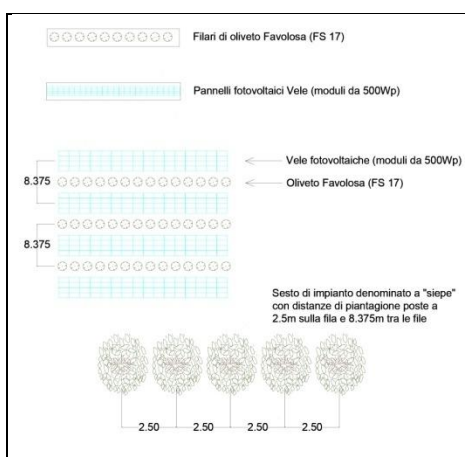 Filari di oliveto Favolosa (FS 17)
Pannelli fotovoltaici Vele (moduli da 500Wp)
Vele fotovoltaiche (moduli da 500Wp)
8.375
Oliveto Favolosa (FS 17)
8.375
Sesto di impianto denominato a "siepe"
con distanze di piantagione poste a
2.5m sulla fila e 8.375m tra le file
2.50 2.50 2.50 2.50